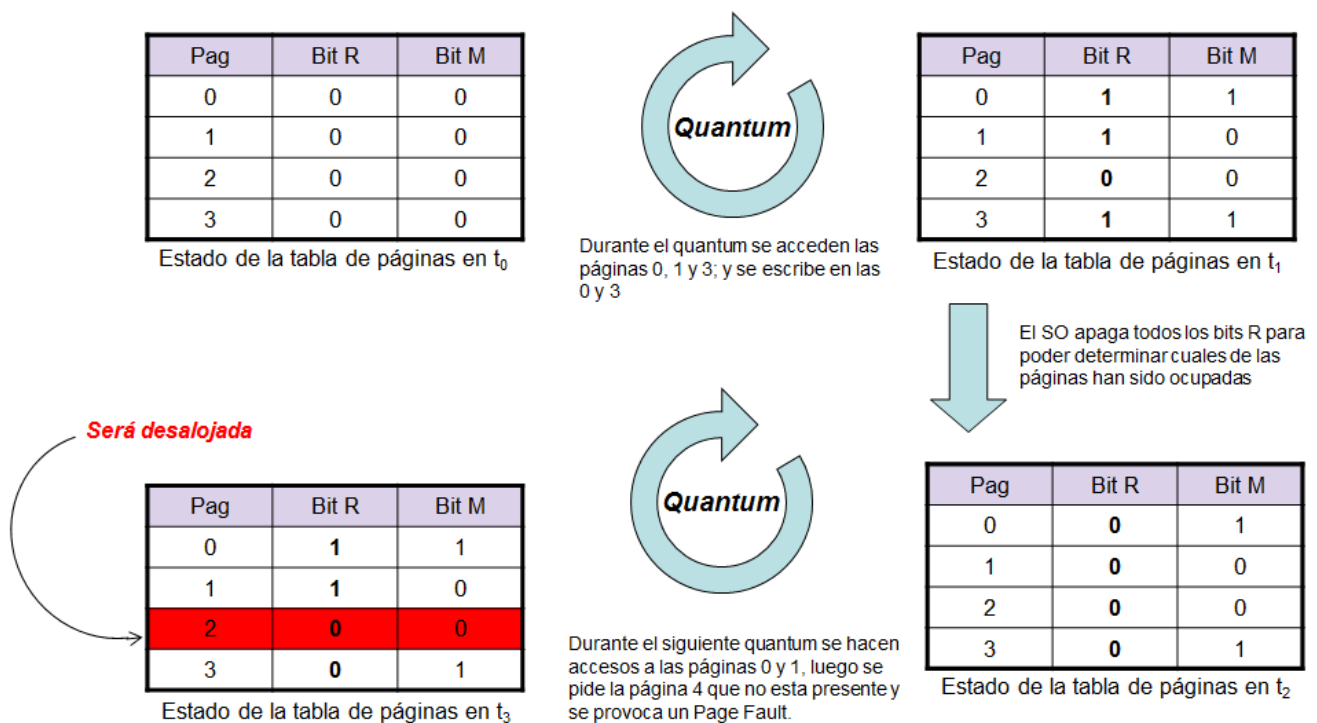 Pag Bit R Bit M
0 0 0
1 0 0
2 0 0
3 0 0
Estado de la tabla de páginas en t0
Quantum
Durante el quantum se acceden las
páginas 0, 1 y 3; y se escribe en las
0 y 3
Pag Bit R Bit M
0 1 1
1 1 0
2 0 0
3 1 1
Estado de la tabla de páginas en t1
El SO apaga todos los bits R para
poder determinar cuales de las
páginas han sido ocupadas
Pag Bit R Bit M
0 0 1
1 0 0
2 0 0
3 0 1
Estado de la tabla de páginas en t2
Quantum
Durante el siguiente quantum se hacen
accesos a las páginas 0 y 1, luego se
pide la página 4 que no esta presente y
se provoca un Page Fault.
Será desalojada
Pag Bit R Bit M
0 1 1
1 1 0
2 0 0
3 0 1
Estado de la tabla de páginas en t3